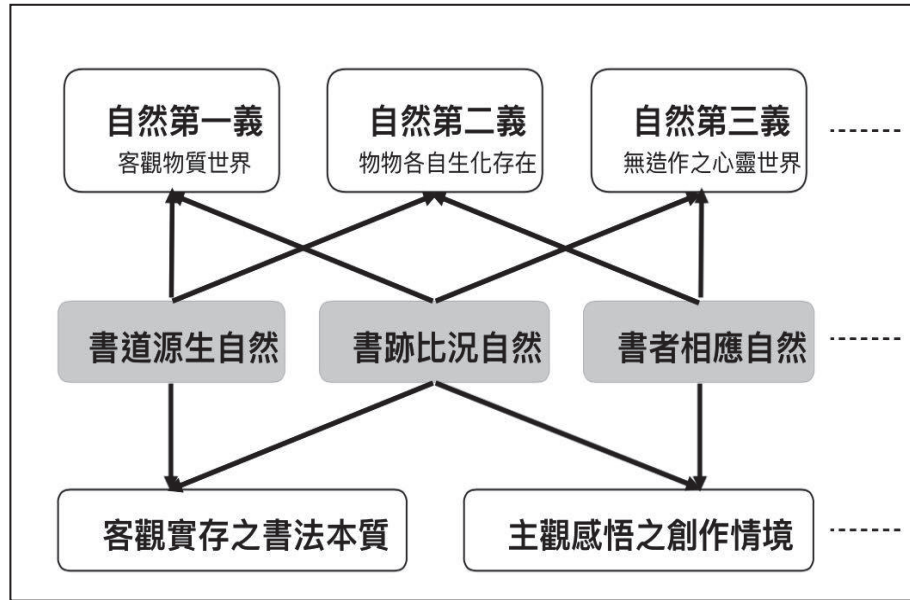 自然第一義
客觀物質世界
自然第二義
物物各自生化存在
自然第三義
無造作之心靈世界
書道源生自然
書跡比況自然
書者相應自然
客觀實存之書法本質
主觀感悟之創作情境